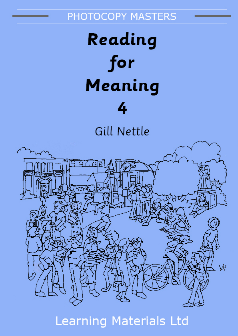 PHOTOCOPY MASTERS
Reading
for
Meaning
4
Gill Nettle
Learning Materials Ltd